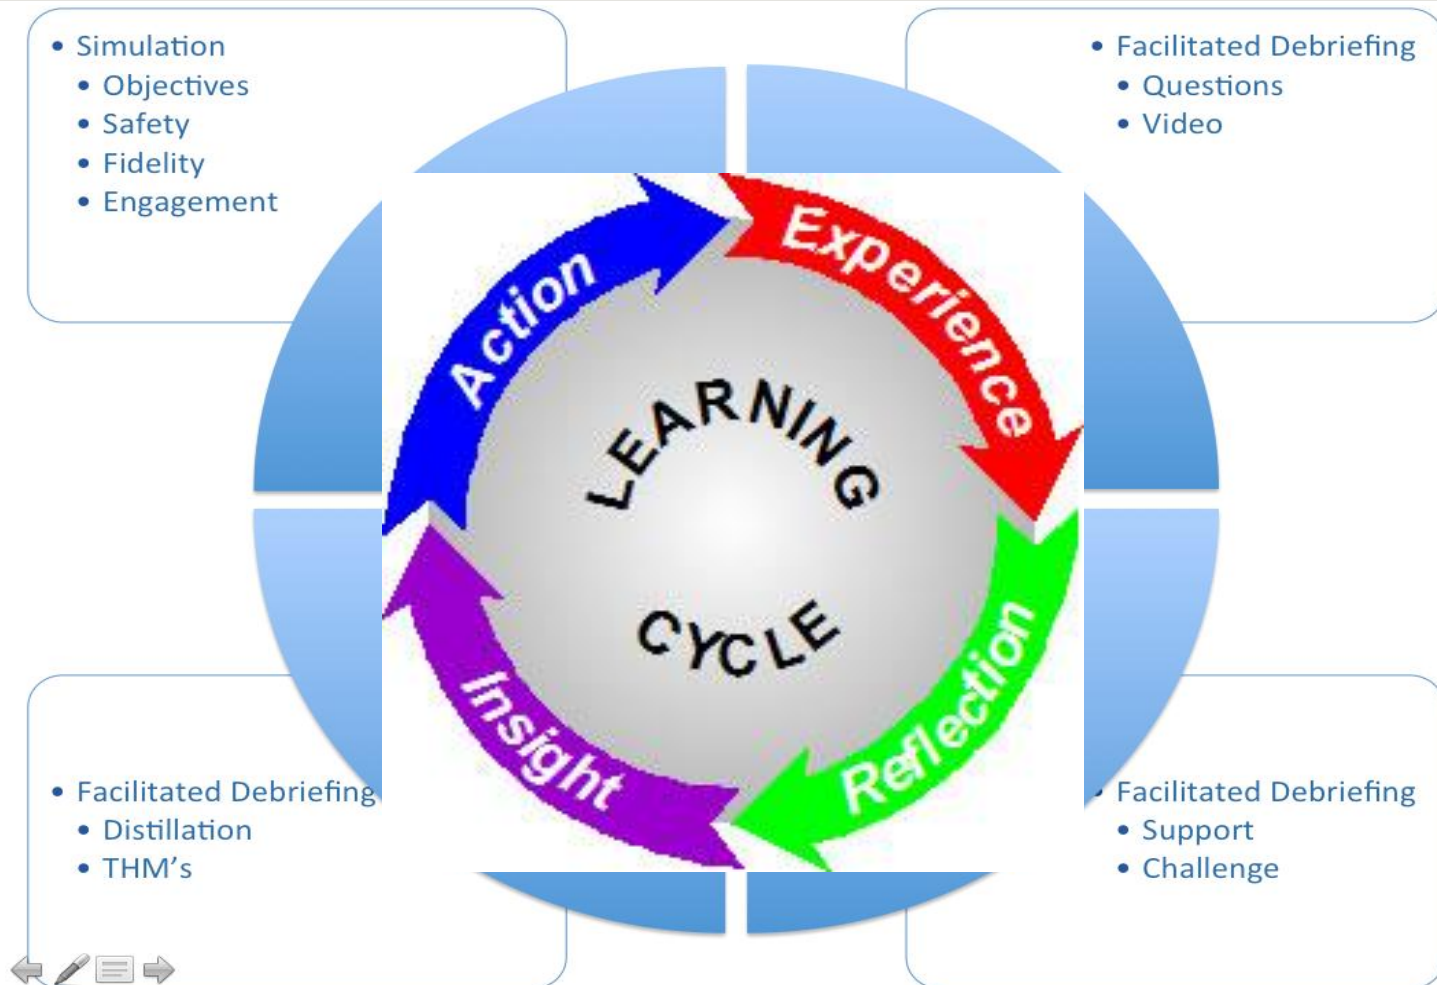 • Simulation
• Objectives
• Safety
• Fidelity
• Engagement
• Facilitated Debriefing
• Questions
• Video
Action
Experience
LEARNING
CYCLE
Insight
Reflection
• Facilitated Debriefing
• Distillation
• THM’s
• Facilitated Debriefing
• Support
• Challenge